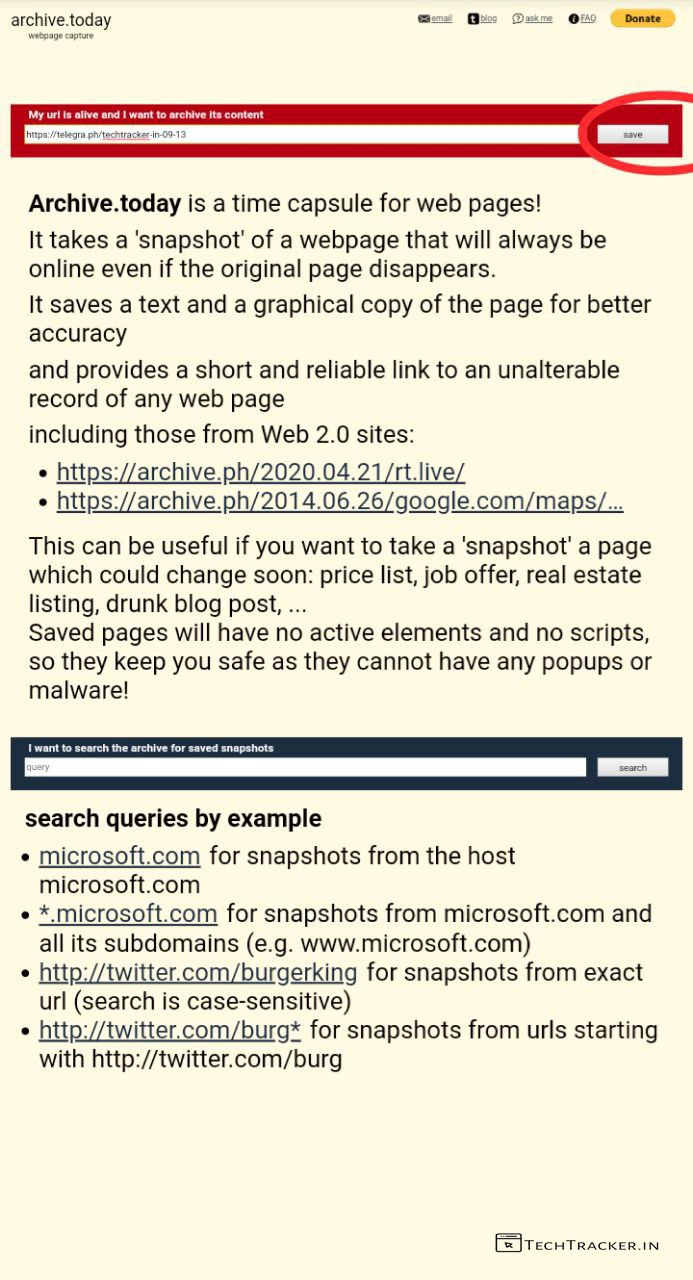 archive.today
webpage capture
email blog ask me FAQ Donate
My url is alive and I want to archive its content
https://telegra.ph/techtracker-in-09-13 save
Archive.today is a time capsule for web pages!
It takes a 'snapshot' of a webpage that will always be
online even if the original page disappears.
It saves a text and a graphical copy of the page for better
accuracy
and provides a short and reliable link to an unalterable
record of any web page
including those from Web 2.0 sites:
• https://archive.ph/2020.04.21/rt.live/
• https://archive.ph/2014.06.26/google.com/maps/...
This can be useful if you want to take a 'snapshot' a page
which could change soon: price list, job offer, real estate
listing, drunk blog post, ...
Saved pages will have no active elements and no scripts,
so they keep you safe as they cannot have any popups or
malware!
I want to search the archive for saved snapshots
query search
search queries by example
• microsoft.com for snapshots from the host
microsoft.com
• *.microsoft.com for snapshots from microsoft.com and
all its subdomains (e.g. www.microsoft.com)
• http://twitter.com/burgerking for snapshots from exact
url (search is case-sensitive)
• http://twitter.com/burg* for snapshots from urls starting
with http://twitter.com/burg
TechTracker.in